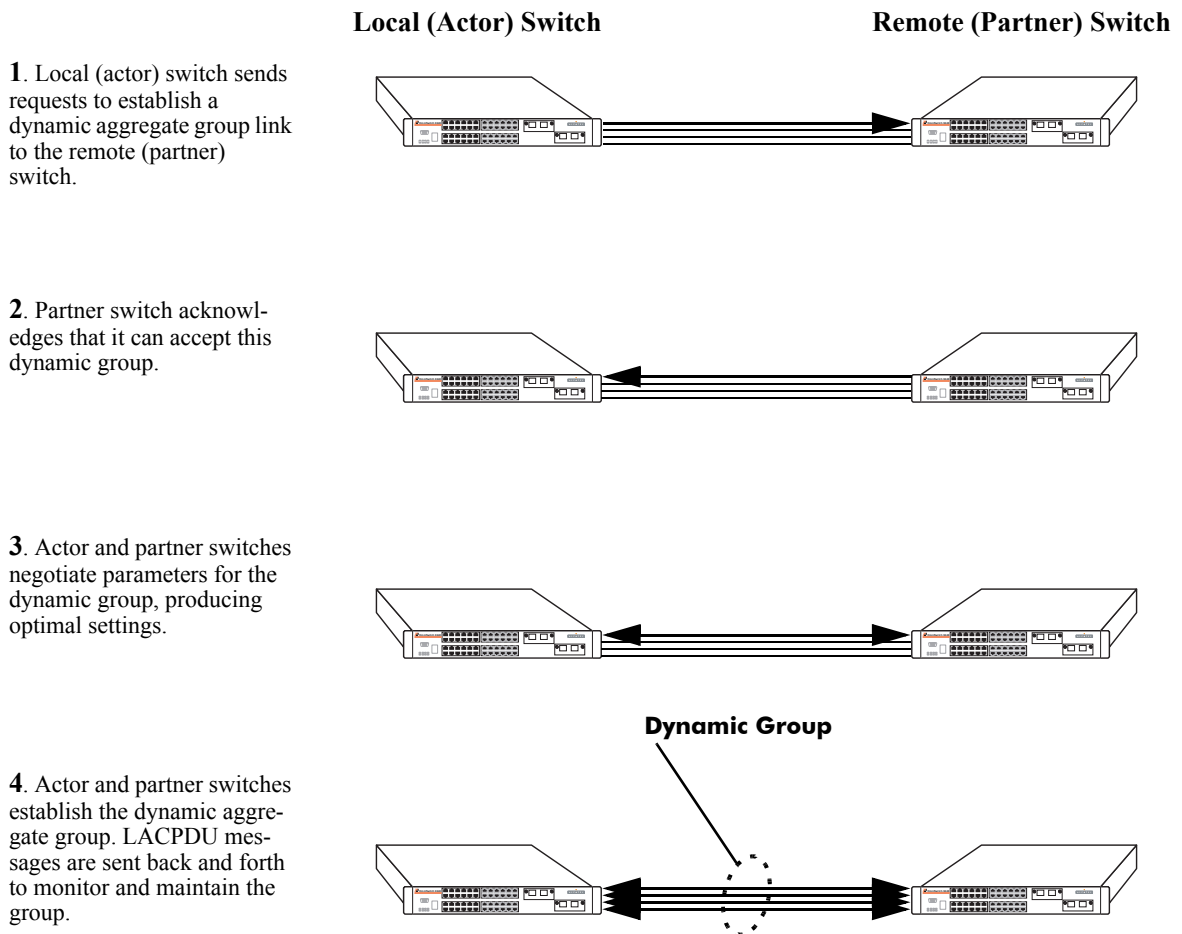 Local (Actor) Switch
Remote (Partner) Switch
1. Local (actor) switch sends
requests to establish a
dynamic aggregate group link
to the remote (partner)
switch.
2. Partner switch acknowl-
edges that it can accept this
dynamic group.
3. Actor and partner switches
negotiate parameters for the
dynamic group, producing
optimal settings.
Dynamic Group
4. Actor and partner switches
establish the dynamic aggre-
gate group. LACPDU mes-
sages are sent back and forth
to monitor and maintain the
group.